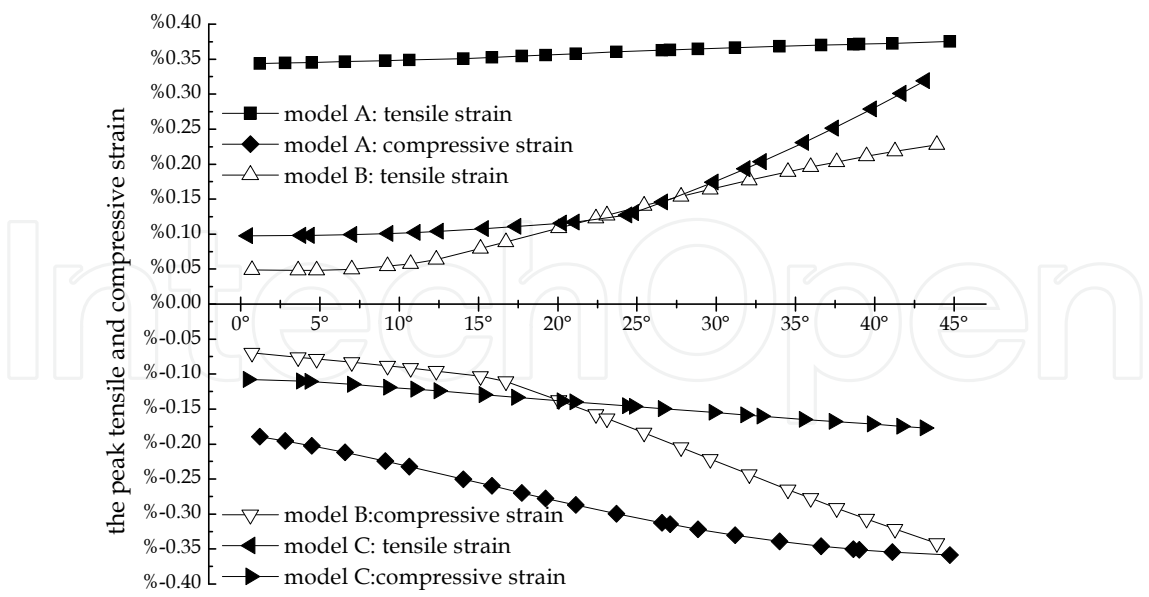 the peak tensile and compressive strain
%0.40
%0.35
%0.30
%0.25
%0.20
%0.15
%0.10
%0.05
%0.00
%-0.05
%-0.10
%-0.15
%-0.20
%-0.25
%-0.30
%-0.35
%-0.40
model A: tensile strain
model A: compressive strain
model B: tensile strain
0° 5° 10° 15° 20° 25° 30° 35° 40° 45°
IntechOpen
model B:compressive strain
model C: tensile strain
model C:compressive strain